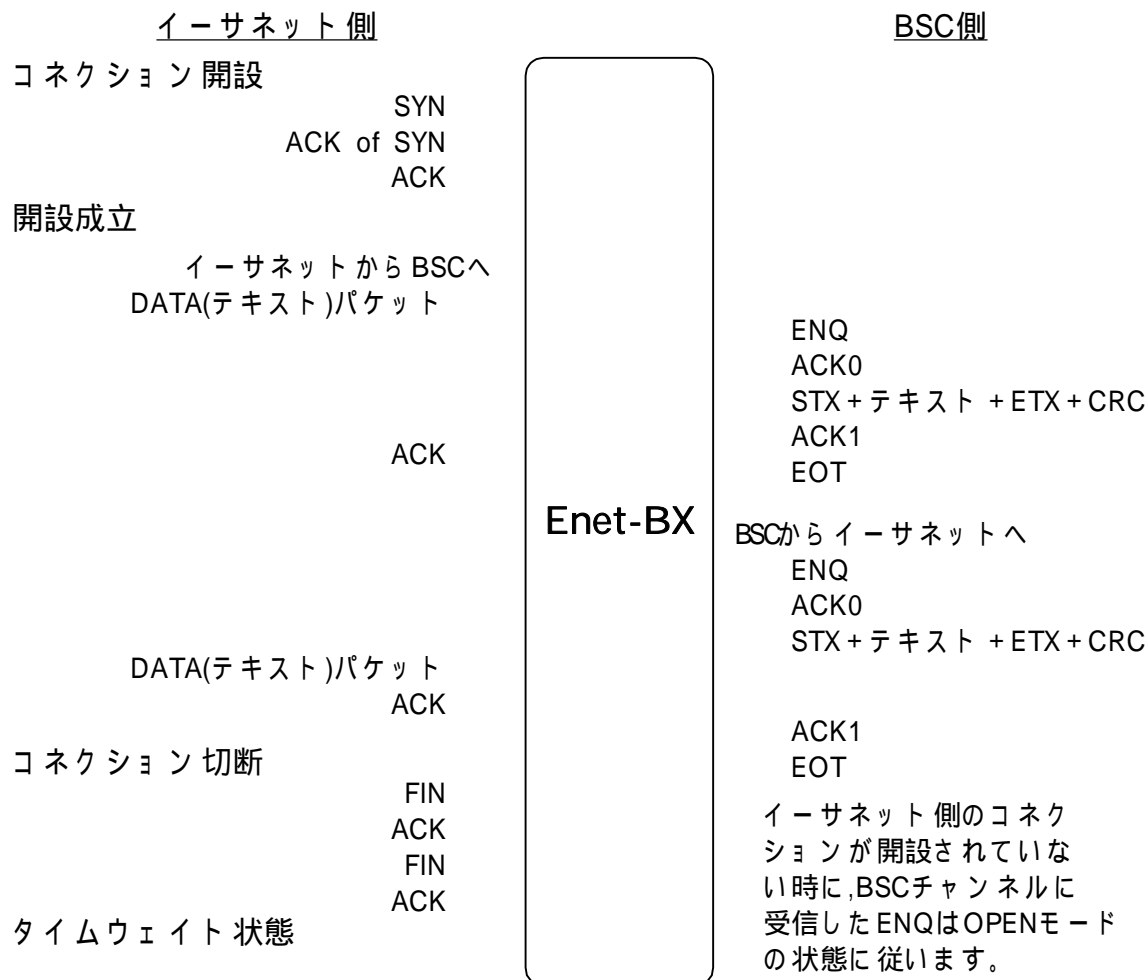 イーサネット側
BSC側
コネクション開設
SYN
ACK of SYN
ACK
開設成立
イーサネットからBSCへ
DATA(テキスト)パケット
ENQ
ACK0
STX+テキスト+ETX+CRC
ACK1
ACK
EOT
Enet-BX
BSCからイーサネットへ
ENQ
ACK0
STX+テキスト+ETX+CRC
DATA(テキスト)パケット
ACK
ACK1
EOT
コネクション切断
FIN
ACK
FIN
ACK
タイムウェイト状態
イーサネット側のコネク
ションが開設されていな
い時に,BSCチャンネルに
受信したENQはOPENモード
の状態に従います。